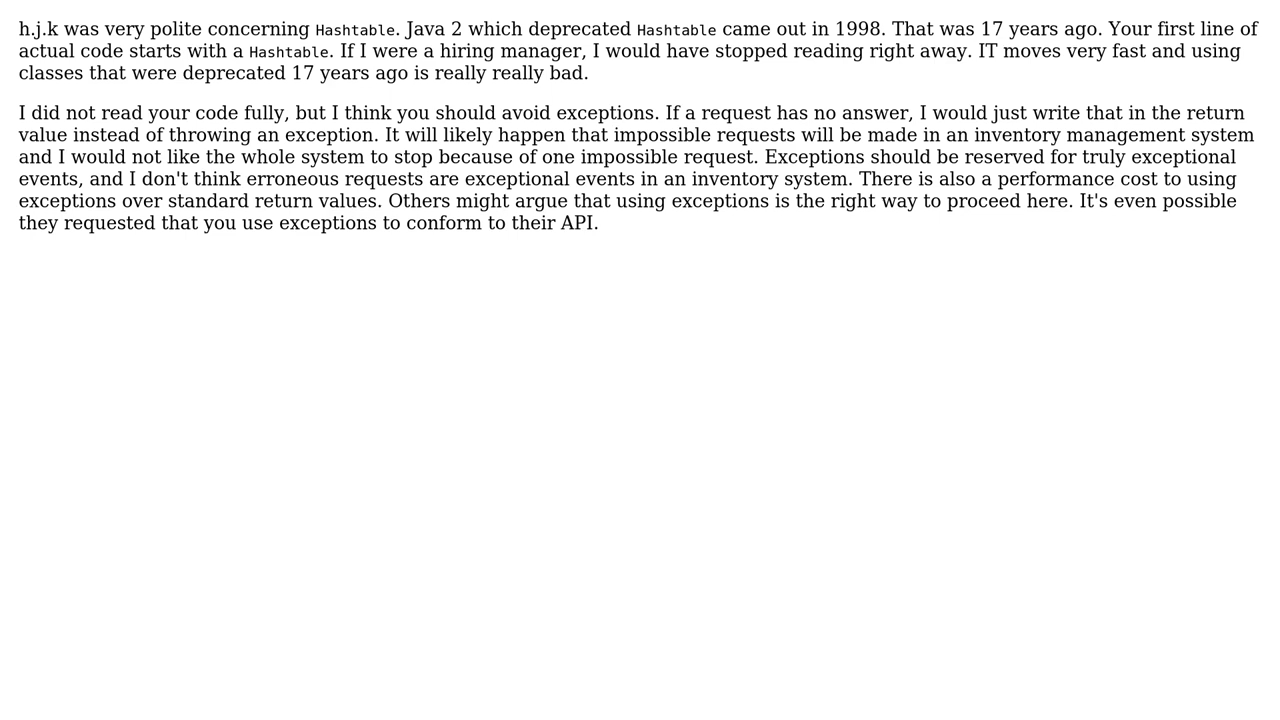 h.j.k was very polite concerning Hashtable. Java 2 which deprecated Hashtable came out in 1998. That was 17 years ago. Your first line of
actual code starts with a Hashtable. If I were a hiring manager, I would have stopped reading right away. IT moves very fast and using
classes that were deprecated 17 years ago is really really bad.
I did not read your code fully, but I think you should avoid exceptions. If a request has no answer, I would just write that in the return
value instead of throwing an exception. It will likely happen that impossible requests will be made in an inventory management system
and I would not like the whole system to stop because of one impossible request. Exceptions should be reserved for truly exceptional
events, and I don't think erroneous requests are exceptional events in an inventory system. There is also a performance cost to using
exceptions over standard return values. Others might argue that using exceptions is the right way to proceed here. It's even possible
they requested that you use exceptions to conform to their API.